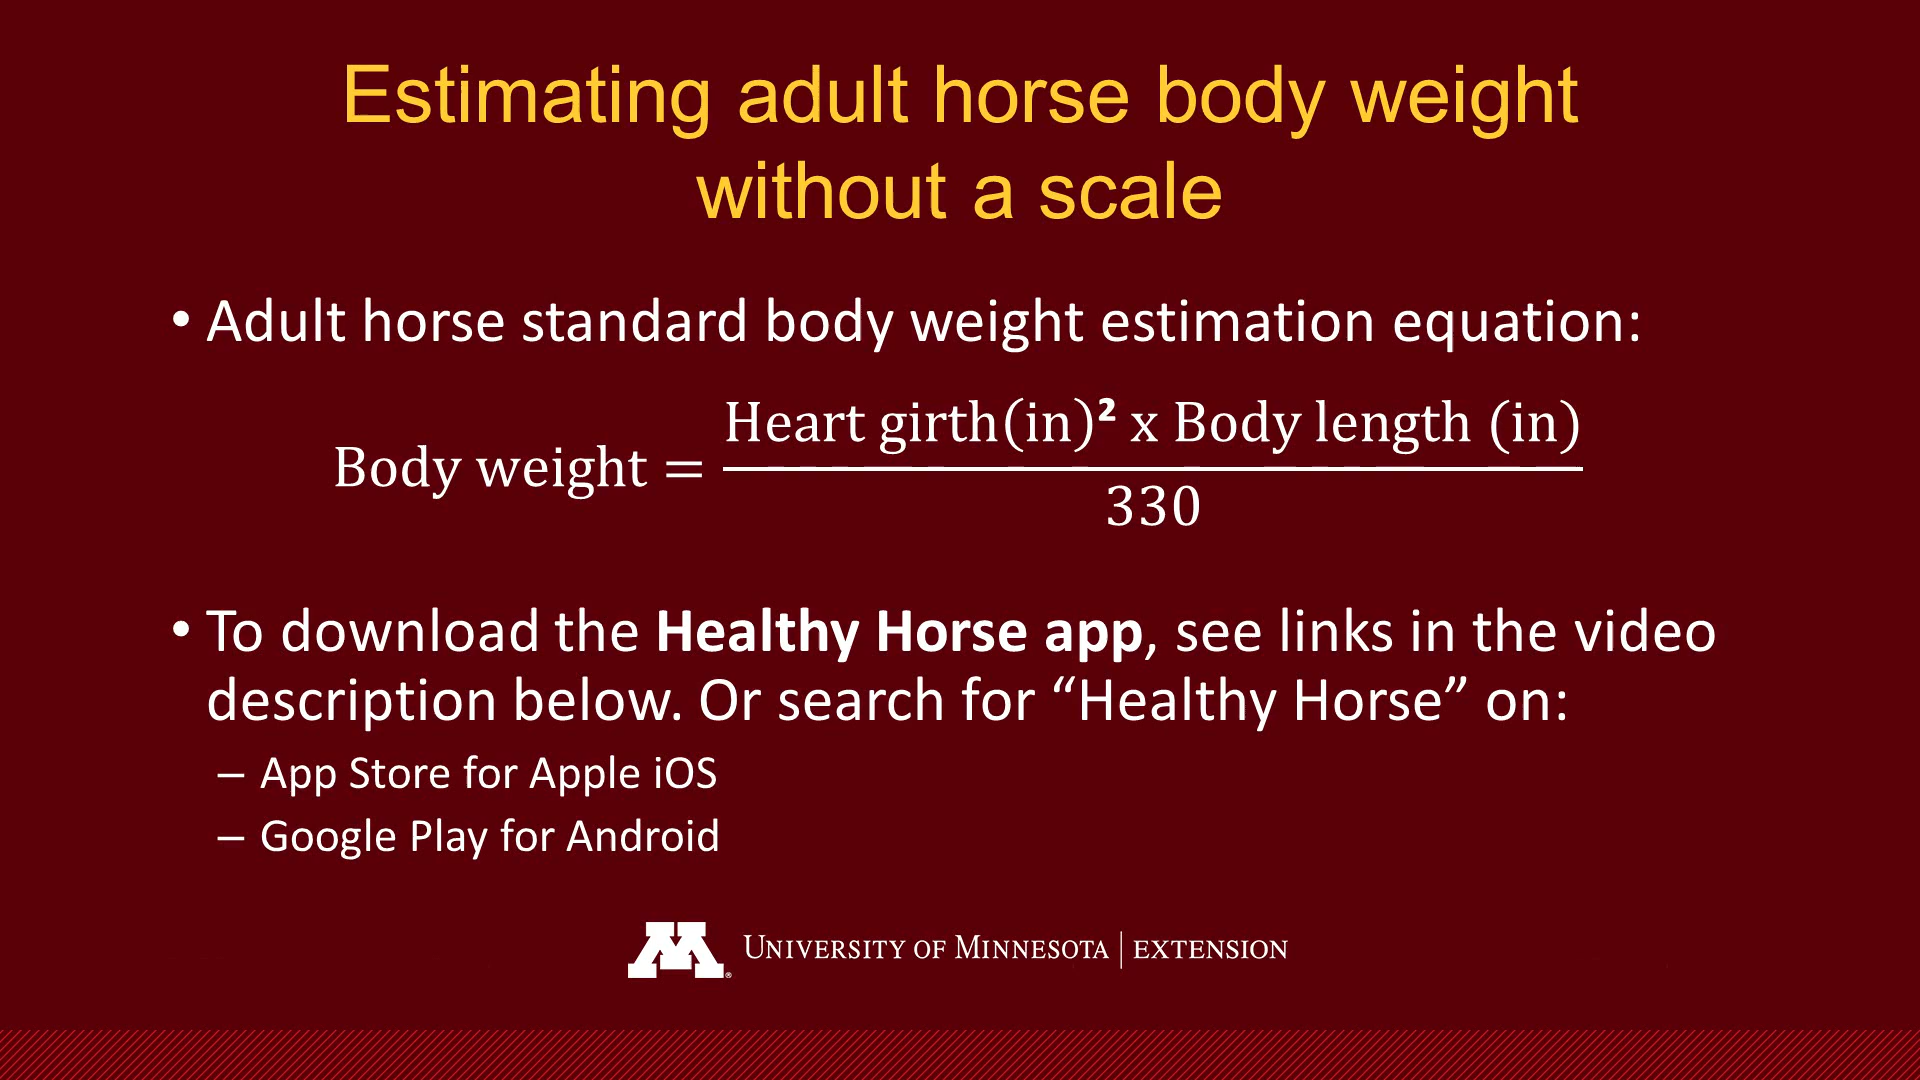 Estimating adult horse body weight
without a scale
• Adult horse standard body weight estimation equation:
Body weight = Heart girth(in)² x Body length (in)
330
• To download the Healthy Horse app, see links in the video
description below. Or search for “Healthy Horse” on:
– App Store for Apple iOS
– Google Play for Android
M® UNIVERSITY OF MINNESOTA | EXTENSION